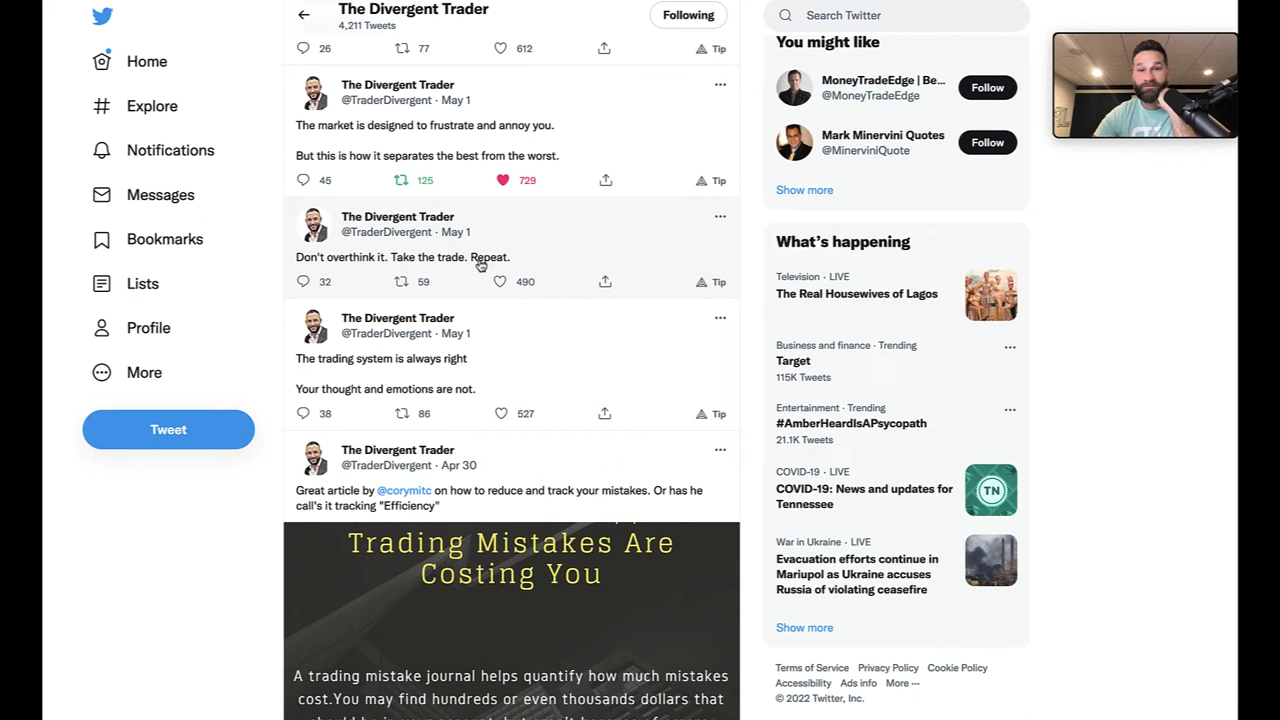 The Divergent Trader
4,211 Tweets
Following
26 77 612 Tip
The Divergent Trader
@TraderDivergent · May 1
The market is designed to frustrate and annoy you.
But this is how it separates the best from the worst.
45 125 729 Tip
The Divergent Trader
@TraderDivergent · May 1
Don't overthink it. Take the trade. Repeat.
32 59 490 Tip
The Divergent Trader
@TraderDivergent · May 1
The trading system is always right
Your thought and emotions are not.
38 86 527 Tip
The Divergent Trader
@TraderDivergent · Apr 30
Great article by @corymitc on how to reduce and track your mistakes. Or has he
call's it tracking "Efficiency"
Trading Mistakes Are
Costing You
A trading mistake journal helps quantify how much mistakes
cost.You may find hundreds or even thousands dollars that
Home
Explore
Notifications
Messages
Bookmarks
Lists
Profile
More
Tweet
Search Twitter
You might like
MoneyTradeEdge | Be...
@MoneyTradeEdge
Follow
Mark Minervini Quotes
@MinerviniQuote
Follow
Show more
What's happening
Television · LIVE
The Real Housewives of Lagos
Business and finance · Trending
Target
115K Tweets
Entertainment · Trending
#AmberHeardIsAPsycopath
21.1K Tweets
COVID-19 · LIVE
COVID-19: News and updates for
Tennessee
TN
War in Ukraine · LIVE
Evacuation efforts continue in
Mariupol as Ukraine accuses
Russia of violating ceasefire
Show more
Terms of Service Privacy Policy Cookie Policy
Accessibility Ads info More ···
© 2022 Twitter, Inc.